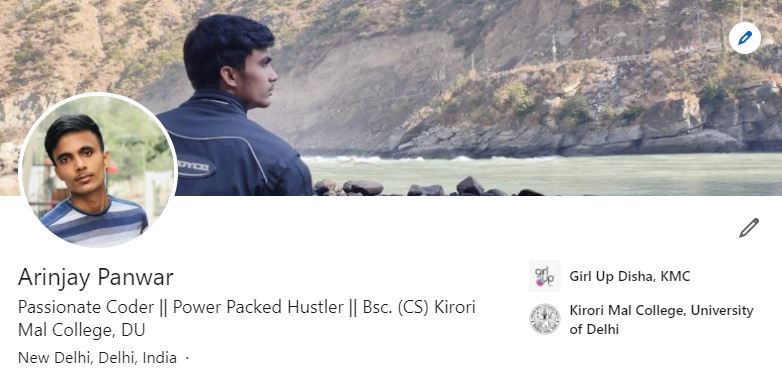 Arinjay Panwar
Passionate Coder || Power Packed Hustler || Bsc. (CS) Kirori
Mal College, DU
New Delhi, Delhi, India ·
girl up
Girl Up Disha, KMC
Kirori Mal College, University
of Delhi